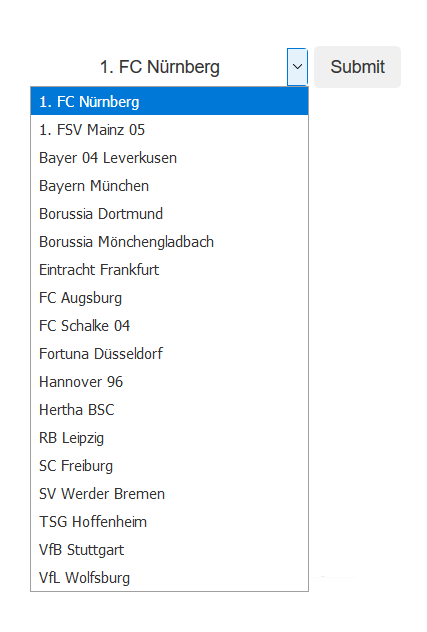 1. FC Nürnberg Submit
1. FC Nürnberg
1. FSV Mainz 05
Bayer 04 Leverkusen
Bayern München
Borussia Dortmund
Borussia Mönchengladbach
Eintracht Frankfurt
FC Augsburg
FC Schalke 04
Fortuna Düsseldorf
Hannover 96
Hertha BSC
RB Leipzig
SC Freiburg
SV Werder Bremen
TSG Hoffenheim
VfB Stuttgart
VfL Wolfsburg